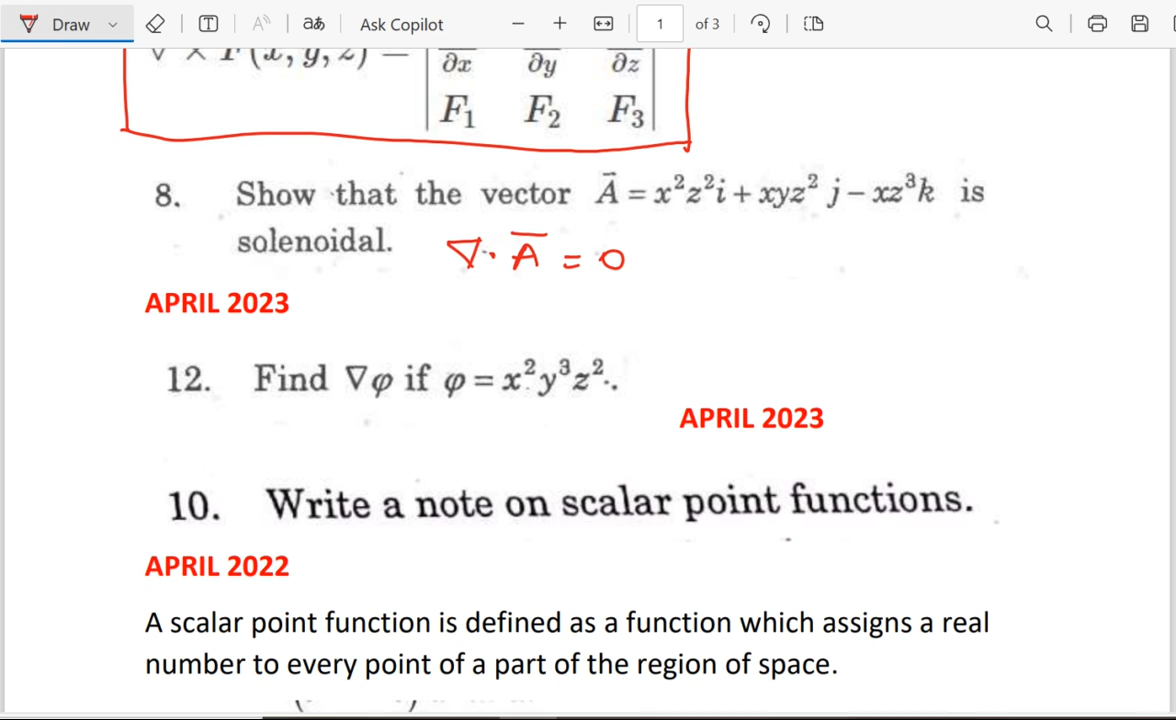 Draw aあ Ask Copilot 1 of 3
∇ × F(x, y, z) = | ∂x ∂y ∂z |
F₁ F₂ F₃
8. Show that the vector A⃗ = x²z²i + xyz² j – xz³k is
solenoidal. ∇. A̅ = 0
APRIL 2023
12. Find ∇φ if φ = x²y³z².
APRIL 2023
10. Write a note on scalar point functions.
APRIL 2022
A scalar point function is defined as a function which assigns a real
number to every point of a part of the region of space.